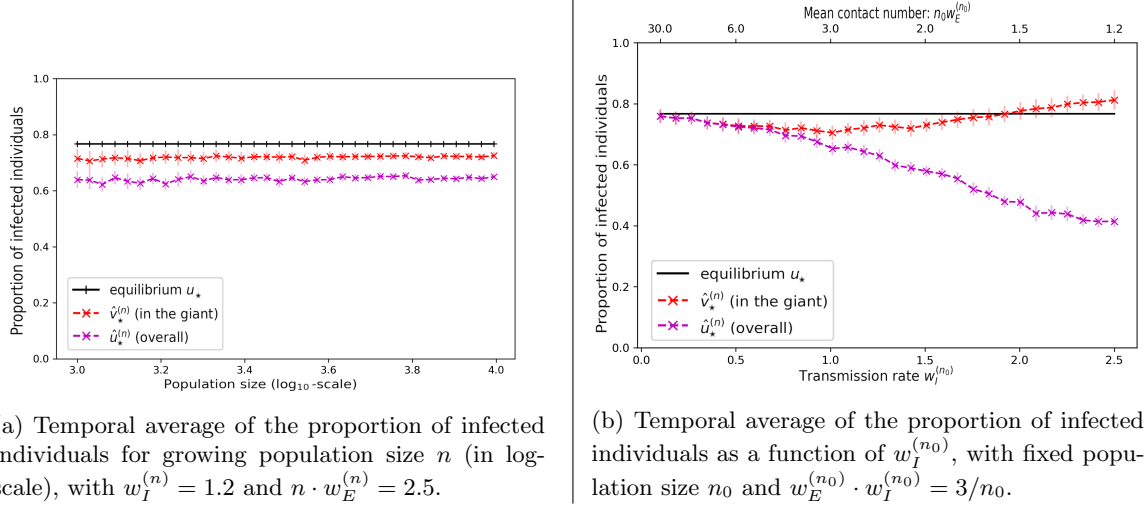 1.0
0.8
0.6
0.4
0.2
0.0
Proportion of infected individuals
equilibrium u⋆
v̂⋆^(n) (in the giant)
û⋆^(n) (overall)
3.0 3.2 3.4 3.6 3.8 4.0
Population size (log₁₀-scale)
a) Temporal average of the proportion of infected
ndividuals for growing population size n (in log-
scale), with w_I^(n) = 1.2 and n · w_E^(n) = 2.5.
Mean contact number: n₀w_E^(n₀)
30.0 6.0 3.0 2.0 1.5 1.2
1.0
0.8
0.6
0.4
0.2
0.0
Proportion of infected individuals
equilibrium u⋆
v̂⋆^(n) (in the giant)
û⋆^(n) (overall)
0.0 0.5 1.0 1.5 2.0 2.5
Transmission rate w_I^(n₀)
(b) Temporal average of the proportion of infected
individuals as a function of w_I^(n₀), with fixed popu-
lation size n₀ and w_E^(n₀) · w_I^(n₀) = 3/n₀.